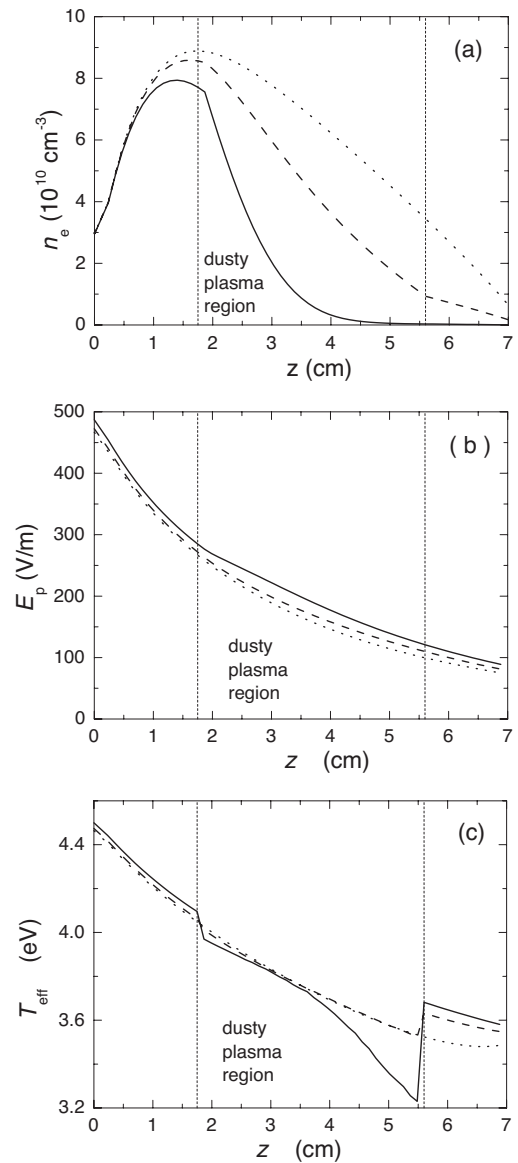 (a)
10
8
6
4
2
0
n_e (10^10 cm^-3)
dusty
plasma
region
0 1 2 3 4 5 6 7
z (cm)
(b)
500
400
300
200
100
0
E_p (V/m)
dusty
plasma
region
0 1 2 3 4 5 6 7
z (cm)
(c)
4.4
4.0
3.6
3.2
T_eff (eV)
dusty
plasma
region
0 1 2 3 4 5 6 7
z (cm)